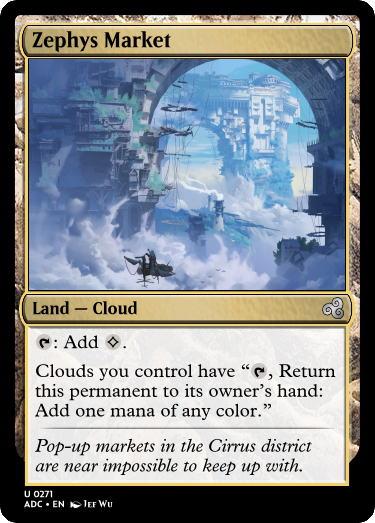 Zephys Market
Land — Cloud
: Add .
Clouds you control have “, Return
this permanent to its owner’s hand:
Add one mana of any color.”
Pop-up markets in the Cirrus district
are near impossible to keep up with.
U 0271
ADC • EN Jef Wu